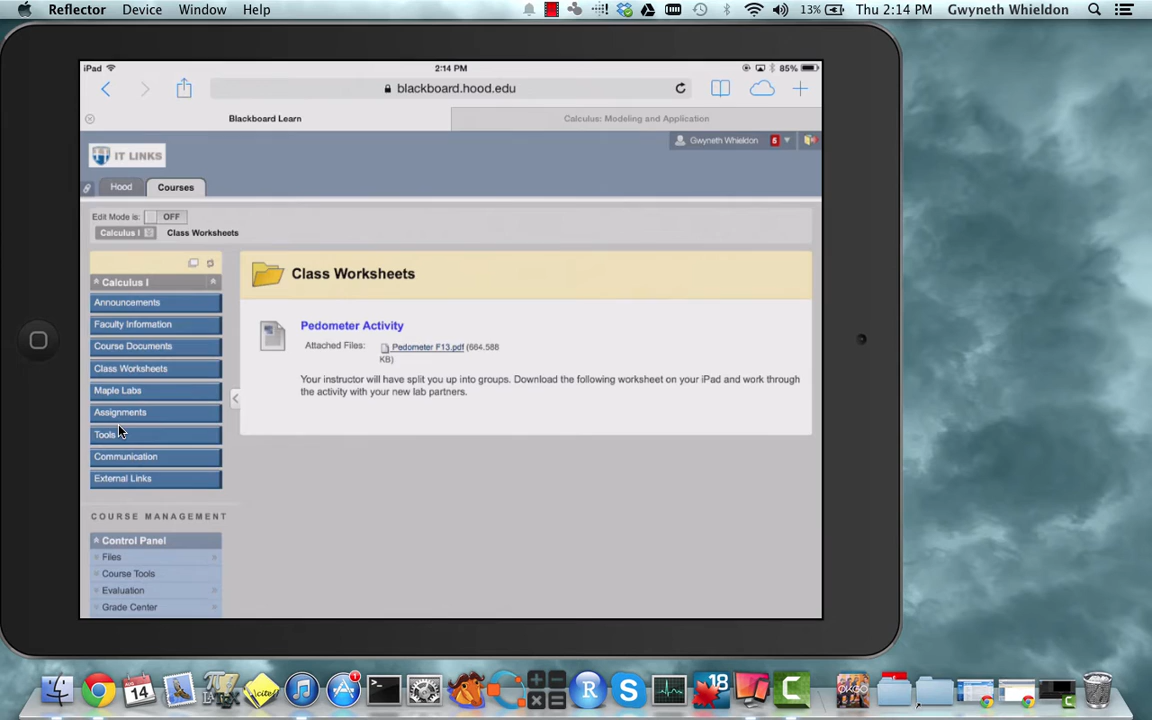 Reflector Device Window Help 13% Thu 2:14 PM Gwyneth Whieldon
iPad 2:14 PM 85%
blackboard.hood.edu
Blackboard Learn Calculus: Modeling and Application
Gwyneth Whieldon 5
IT LINKS
Hood Courses
Edit Mode is: OFF
Calculus I Class Worksheets
Calculus I
Announcements
Faculty Information
Course Documents
Class Worksheets
Maple Labs
Assignments
Tools
Communication
External Links
COURSE MANAGEMENT
Control Panel
Files
Course Tools
Evaluation
Grade Center
Class Worksheets
Pedometer Activity
Attached Files: Pedometer F13.pdf (664.588
KB)
Your instructor will have split you up into groups. Download the following worksheet on your iPad and work through
the activity with your new lab partners.
AUG
14
1
18